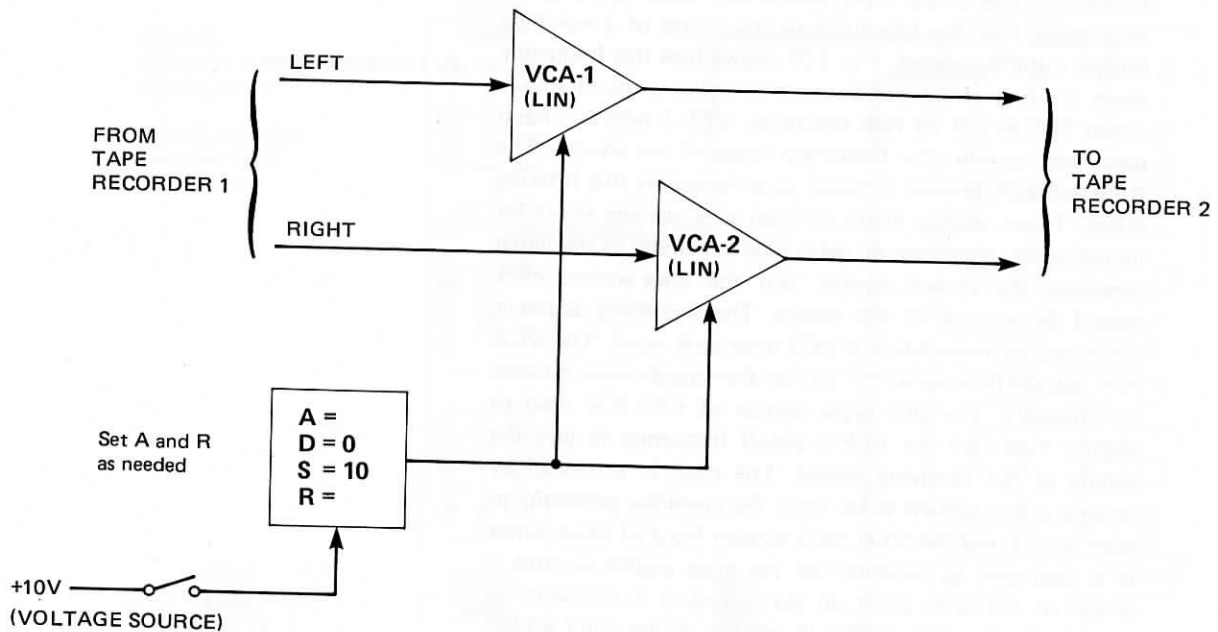 LEFT
VCA-1
(LIN)
FROM
TAPE
RECORDER 1
TO
TAPE
RECORDER 2
RIGHT
VCA-2
(LIN)
Set A and R
as needed
A =
D = 0
S = 10
R =
+10V
(VOLTAGE SOURCE)